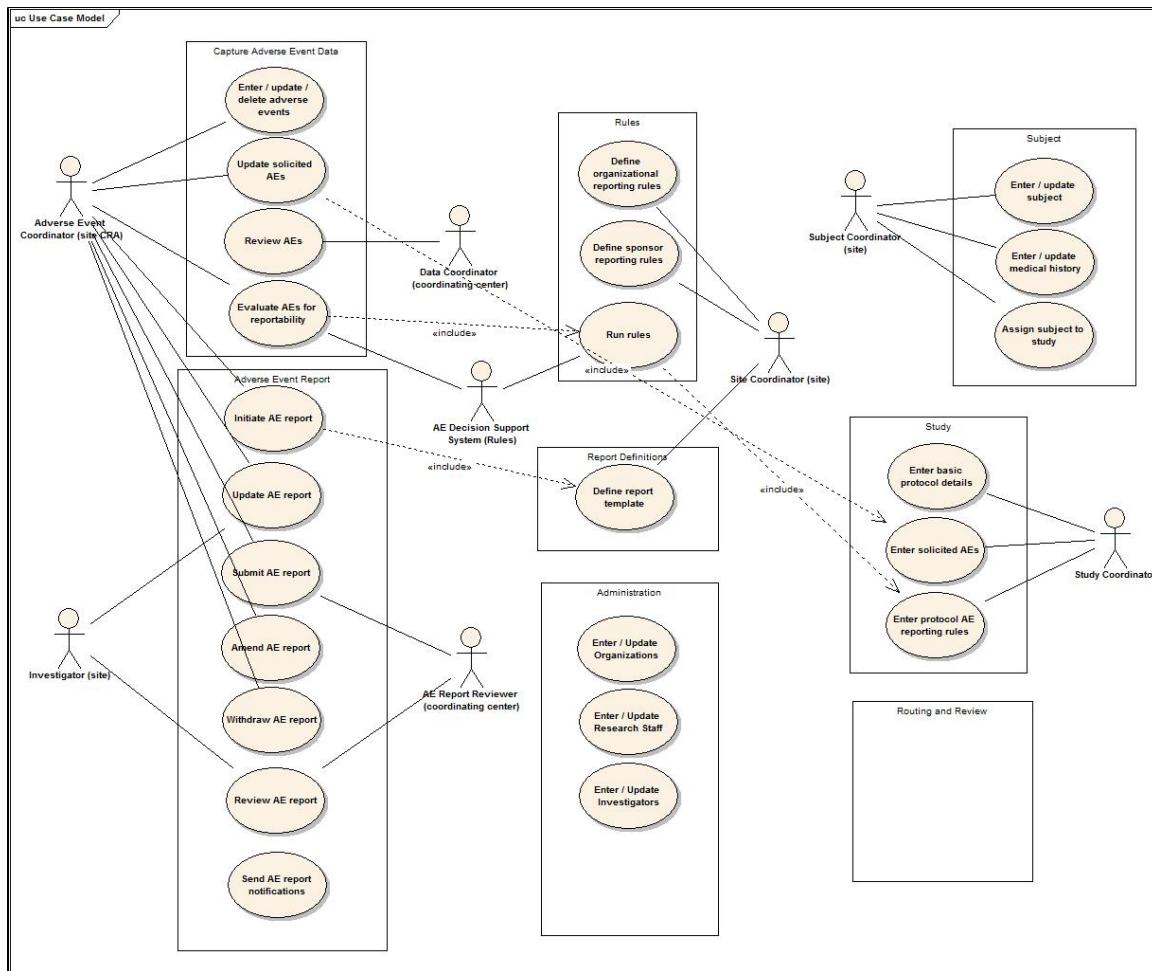 uc Use Case Model
Capture Adverse Event Data
Enter / update /
delete adverse
events
Update solicited
AEs
Review AEs
Evaluate AEs for
reportability
Adverse Event
Coordinator (site CRA)
Data Coordinator
(coordinating center)
Rules
Define
organizational
reporting rules
Define sponsor
reporting rules
Run rules
«include»
«include»
AE Decision Support
System (Rules)
Site Coordinator (site)
Subject
Enter / update
subject
Enter / update
medical history
Assign subject to
study
Subject Coordinator
(site)
Adverse Event Report
Initiate AE report
Update AE report
Submit AE report
Amend AE report
Withdraw AE report
Review AE report
Send AE report
notifications
Investigator (site)
AE Report Reviewer
(coordinating center)
«include»
Report Definitions
Define report
template
«include»
Study
Enter basic
protocol details
Enter solicited AEs
Enter protocol AE
reporting rules
Study Coordinator
Administration
Enter / Update
Organizations
Enter / Update
Research Staff
Enter / Update
Investigators
Routing and Review